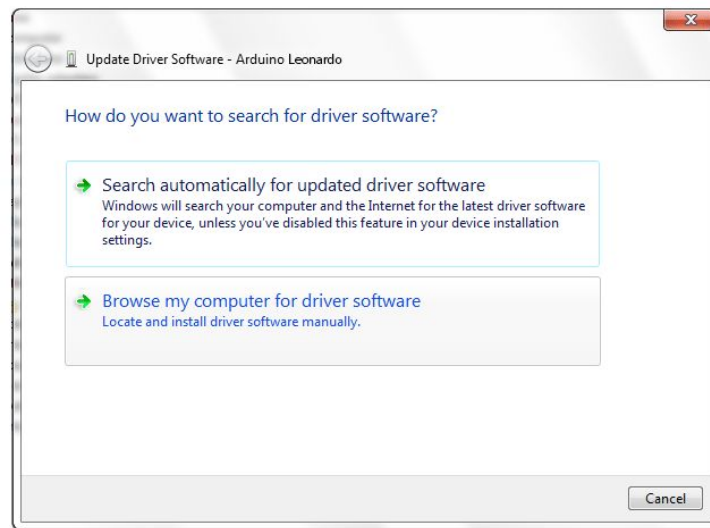 Update Driver Software - Arduino Leonardo
How do you want to search for driver software?
Search automatically for updated driver software
Windows will search your computer and the Internet for the latest driver software
for your device, unless you've disabled this feature in your device installation
settings.
Browse my computer for driver software
Locate and install driver software manually.
Cancel